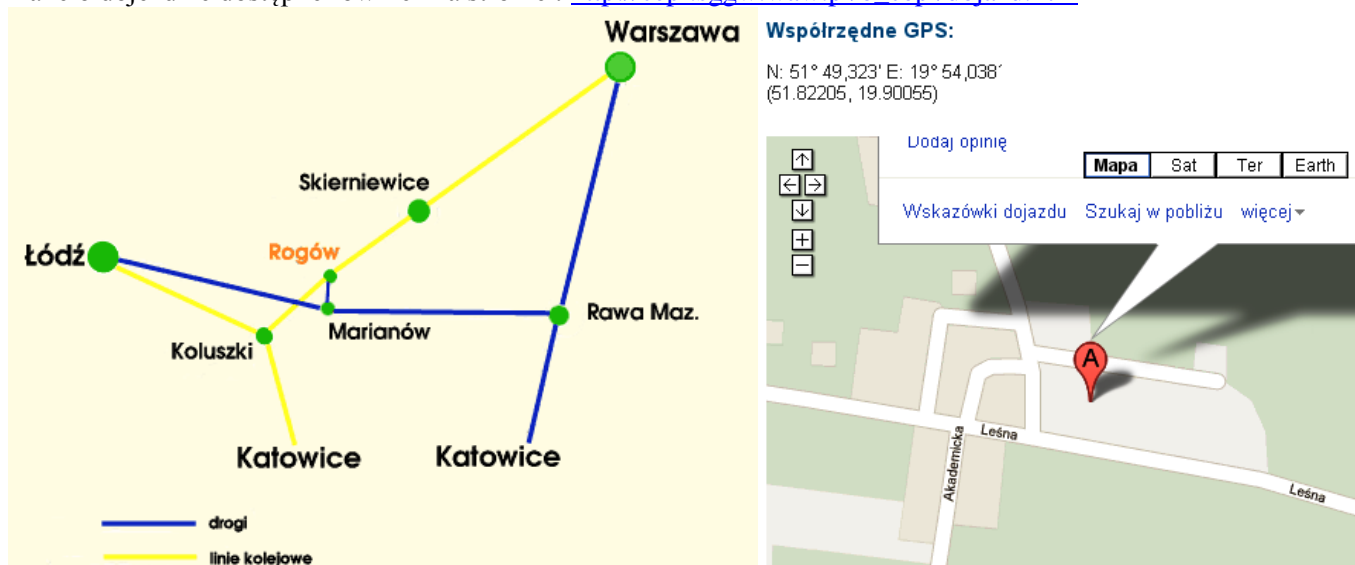 Warszawa
Skierniewice
Łódź
Rogów
Rawa Maz.
Marianów
Koluszki
Katowice
Katowice
drogi
linie kolejowe
Współrzędne GPS:
N: 51° 49,323' E: 19° 54,038´
(51.82205, 19.90055)
Dodaj opinię
Mapa Sat Ter Earth
Wskazówki dojazdu Szukaj w pobliżu więcej
A
Leśna
Akademicka
Leśna